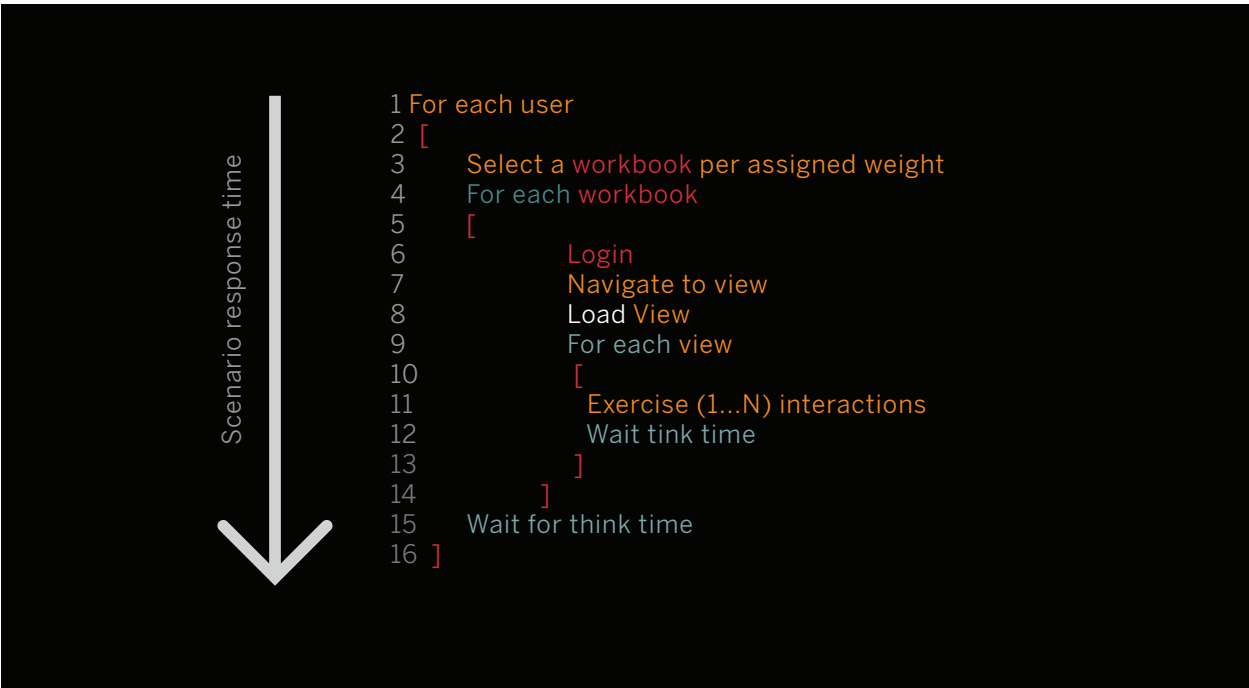 Scenario response time
1 For each user
2 [
3 Select a workbook per assigned weight
4 For each workbook
5 [
6 Login
7 Navigate to view
8 Load View
9 For each view
10 [
11 Exercise (1...N) interactions
12 Wait tink time
13 ]
14 ]
15 Wait for think time
16 ]